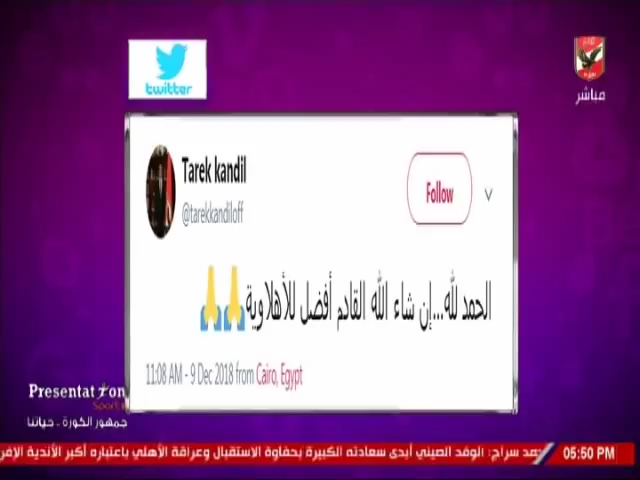 twitter
مباشر
Tarek kandil
@tarekkandiloff
Follow
الحمد لله...إن شاء الله القادم أفضل للأهلاوية🙏🙏
11:08 AM - 9 Dec 2018 from Cairo, Egypt
Presentation
Sports
جمهور الكورة - حياتنا
سراج: الوفد الصيني أبدى سعادته الكبيرة بحفاوة الاستقبال وعراقة الأهلي باعتباره أكبر الأندية
05:50 PM